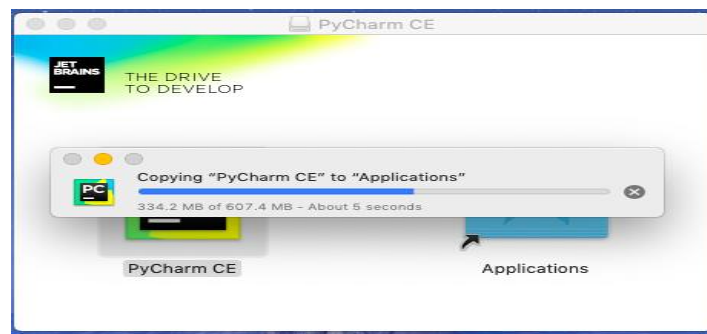 PyCharm CE
JET
BRAINS
THE DRIVE
TO DEVELOP
Copying "PyCharm CE" to "Applications"
PC
334.2 MB of 607.4 MB - About 5 seconds
PyCharm CE
Applications